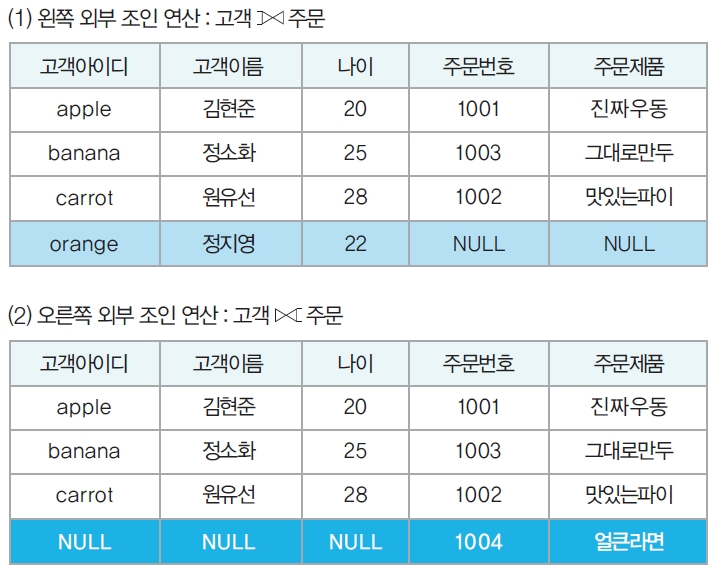 (1) 왼쪽 외부 조인 연산 : 고객 ⟕ 주문
고객아이디 고객이름 나이 주문번호 주문제품
apple 김현준 20 1001 진짜우동
banana 정소화 25 1003 그대로만두
carrot 원유선 28 1002 맛있는파이
orange 정지영 22 NULL NULL
(2) 오른쪽 외부 조인 연산 : 고객 ⟖ 주문
고객아이디 고객이름 나이 주문번호 주문제품
apple 김현준 20 1001 진짜우동
banana 정소화 25 1003 그대로만두
carrot 원유선 28 1002 맛있는파이
NULL NULL NULL 1004 얼큰라면